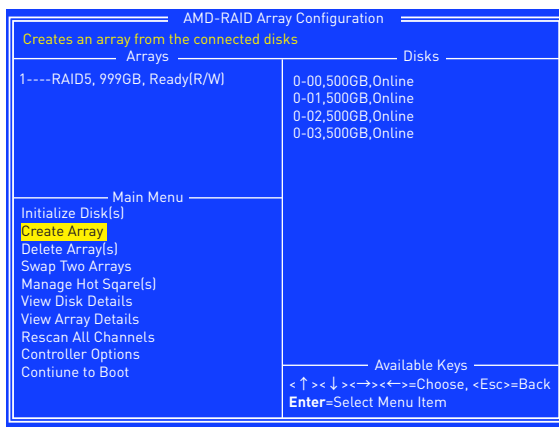 AMD-RAID Array Configuration
Creates an array from the connected disks
Arrays
1----RAID5, 999GB, Ready(R/W)
Disks
0-00,500GB,Online
0-01,500GB,Online
0-02,500GB,Online
0-03,500GB,Online
Main Menu
Initialize Disk(s)
Create Array
Delete Array(s)
Swap Two Arrays
Manage Hot Sqare(s)
View Disk Details
View Array Details
Rescan All Channels
Controller Options
Contiune to Boot
Available Keys
<↑><↓><→><←>=Choose, <Esc>=Back
Enter=Select Menu Item